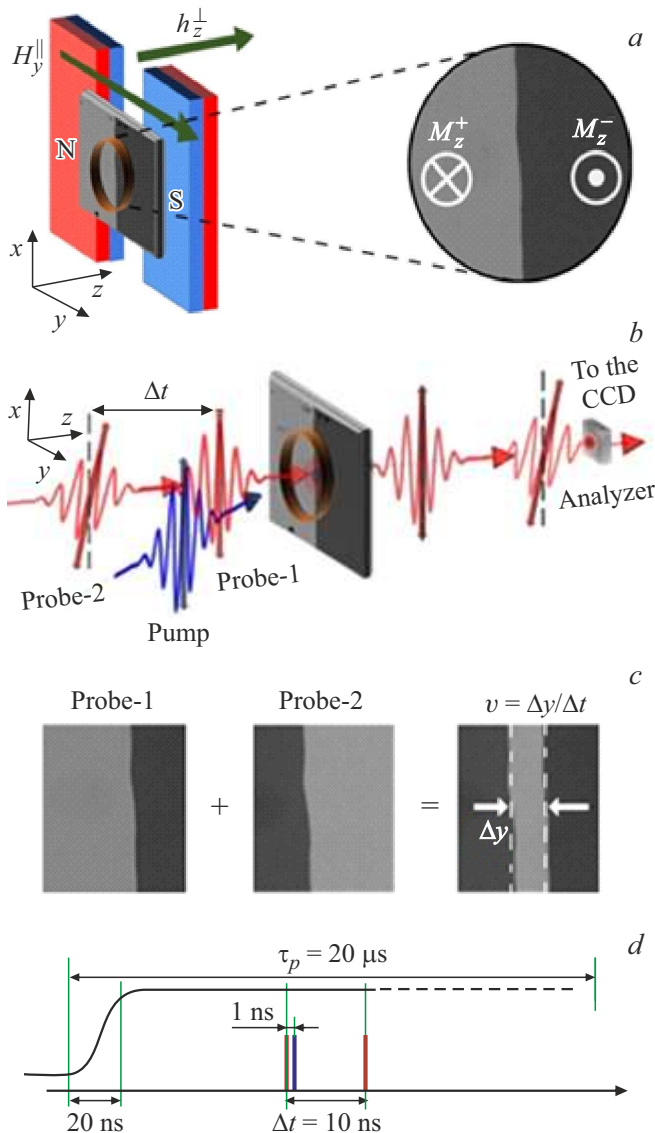 a
h_z^⊥
H_y^∥
N
S
x
z
y
M_z^+
M_z^−
b
x
z
y
Δt
To the
CCD
Analyzer
Probe-2
Probe-1
Pump
c
Probe-1
Probe-2
υ = Δy/Δt
+
=
Δy
d
τ_p = 20 μs
1 ns
20 ns
Δt = 10 ns